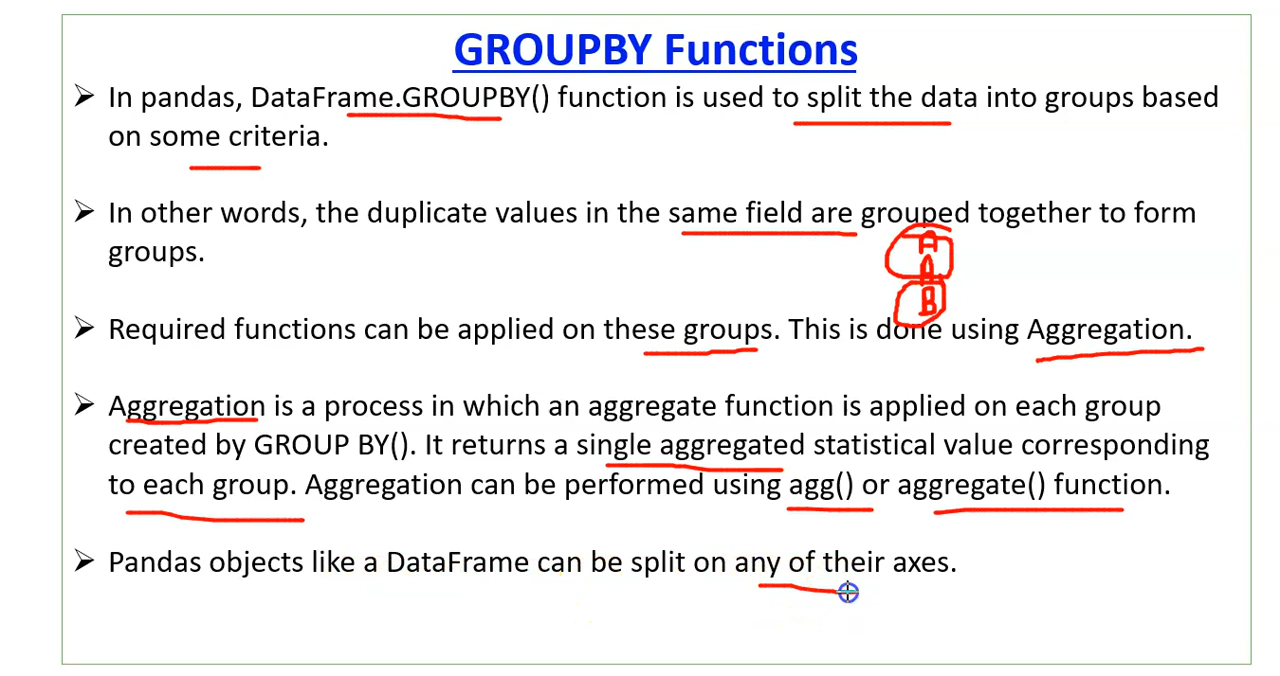 GROUPBY Functions
➢ In pandas, DataFrame.GROUPBY() function is used to split the data into groups based
on some criteria.
➢ In other words, the duplicate values in the same field are grouped together to form
groups.
A
A
B
➢ Required functions can be applied on these groups. This is done using Aggregation.
➢ Aggregation is a process in which an aggregate function is applied on each group
created by GROUP BY(). It returns a single aggregated statistical value corresponding
to each group. Aggregation can be performed using agg() or aggregate() function.
➢ Pandas objects like a DataFrame can be split on any of their axes.